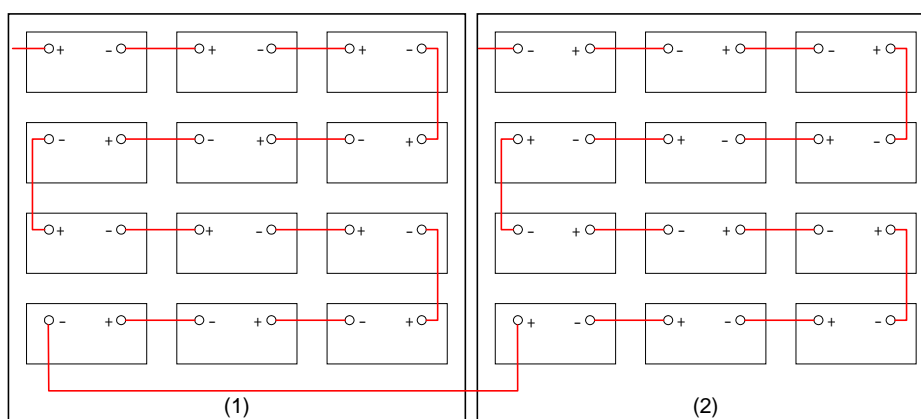 + - + - + - - + - + - +
- + - + - + + - + - + -
+ - + - + - - + - + - +
- + - + - + + - + - + -
(1) (2)